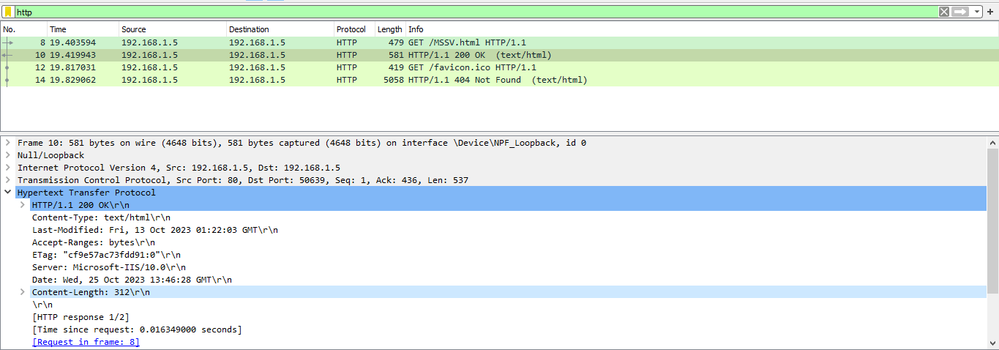 http
No. Time Source Destination Protocol Length Info
8 19.403594 192.168.1.5 192.168.1.5 HTTP 479 GET /MSSV.html HTTP/1.1
10 19.419943 192.168.1.5 192.168.1.5 HTTP 581 HTTP/1.1 200 OK  (text/html)
12 19.817031 192.168.1.5 192.168.1.5 HTTP 419 GET /favicon.ico HTTP/1.1
14 19.829062 192.168.1.5 192.168.1.5 HTTP 5058 HTTP/1.1 404 Not Found  (text/html)
Frame 10: 581 bytes on wire (4648 bits), 581 bytes captured (4648 bits) on interface \Device\NPF_Loopback, id 0
Null/Loopback
Internet Protocol Version 4, Src: 192.168.1.5, Dst: 192.168.1.5
Transmission Control Protocol, Src Port: 80, Dst Port: 50639, Seq: 1, Ack: 436, Len: 537
Hypertext Transfer Protocol
HTTP/1.1 200 OK\r\n
Content-Type: text/html\r\n
Last-Modified: Fri, 13 Oct 2023 01:22:03 GMT\r\n
Accept-Ranges: bytes\r\n
ETag: "cf9e57ac73fdd91:0"\r\n
Server: Microsoft-IIS/10.0\r\n
Date: Wed, 25 Oct 2023 13:46:28 GMT\r\n
Content-Length: 312\r\n
\r\n
[HTTP response 1/2]
[Time since request: 0.016349000 seconds]
[Request in frame: 8]